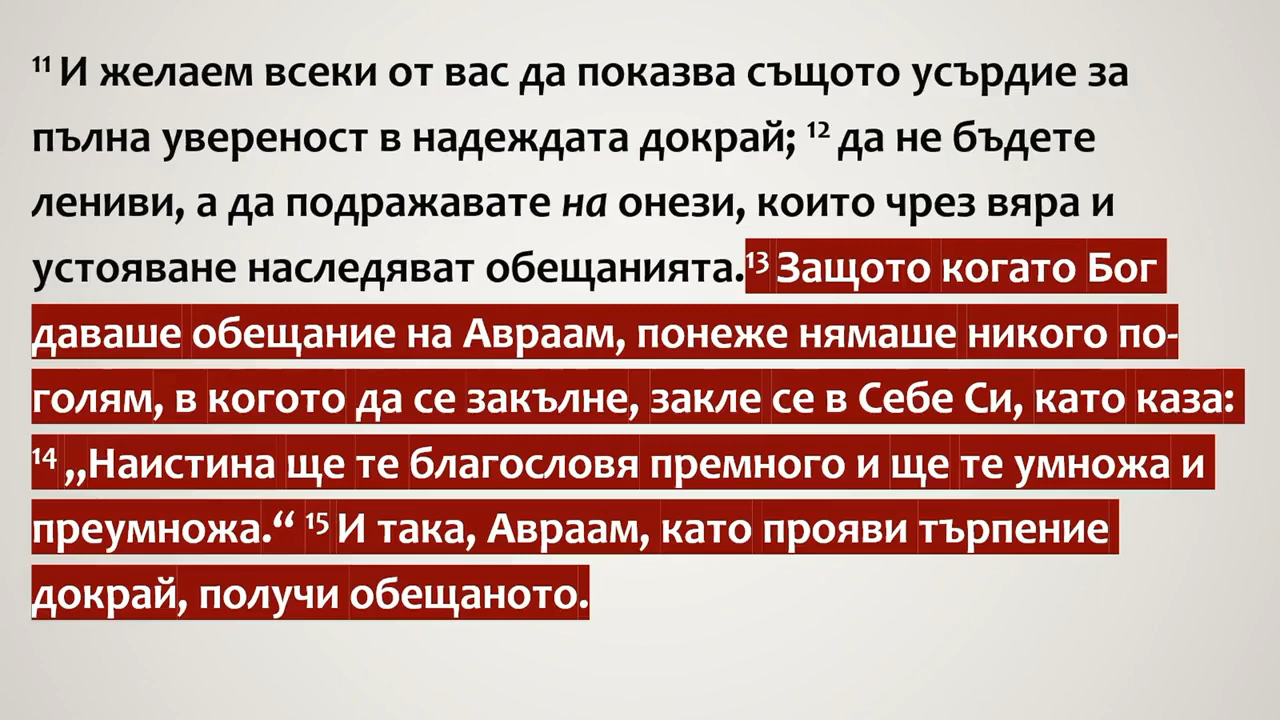 ¹¹ И желаем всеки от вас да показва същото усърдие за
пълна увереност в надеждата докрай; ¹² да не бъдете
лениви, а да подражавате на онези, които чрез вяра и
устояване наследяват обещанията.¹³ Защото когато Бог
даваше обещание на Авраам, понеже нямаше никого по-
голям, в когото да се закълне, закле се в Себе Си, като каза:
¹⁴ „Наистина ще те благословя премного и ще те умножа и
преумножа.“ ¹⁵ И така, Авраам, като прояви търпение
докрай, получи обещаното.